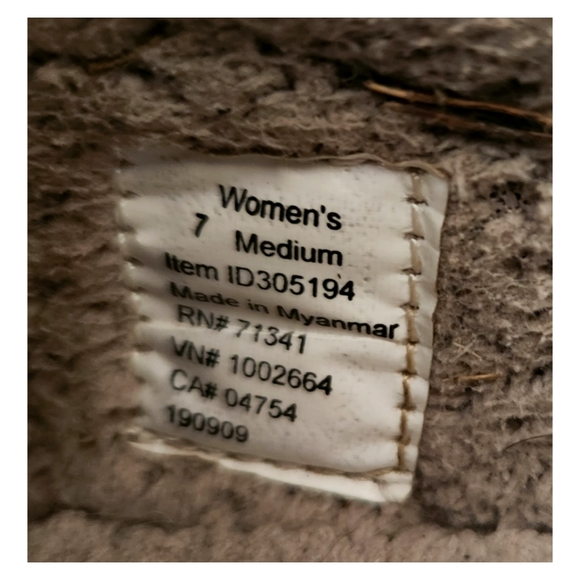 Women's
7 Medium
Item ID305194
Made in Myanmar
RN# 71341
VN# 1002664
CA# 04754
190909